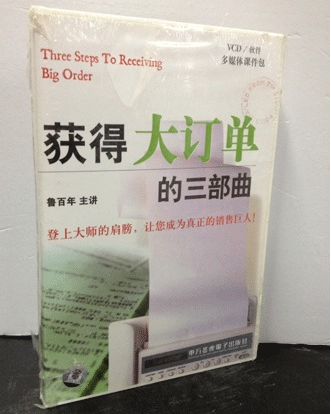 Three Steps To Receiving
Big Order
VCD / 软件
多媒体课件包
获得大订单
的三部曲
鲁百年 主讲
登上大师的肩膀，让您成为真正的销售巨人！